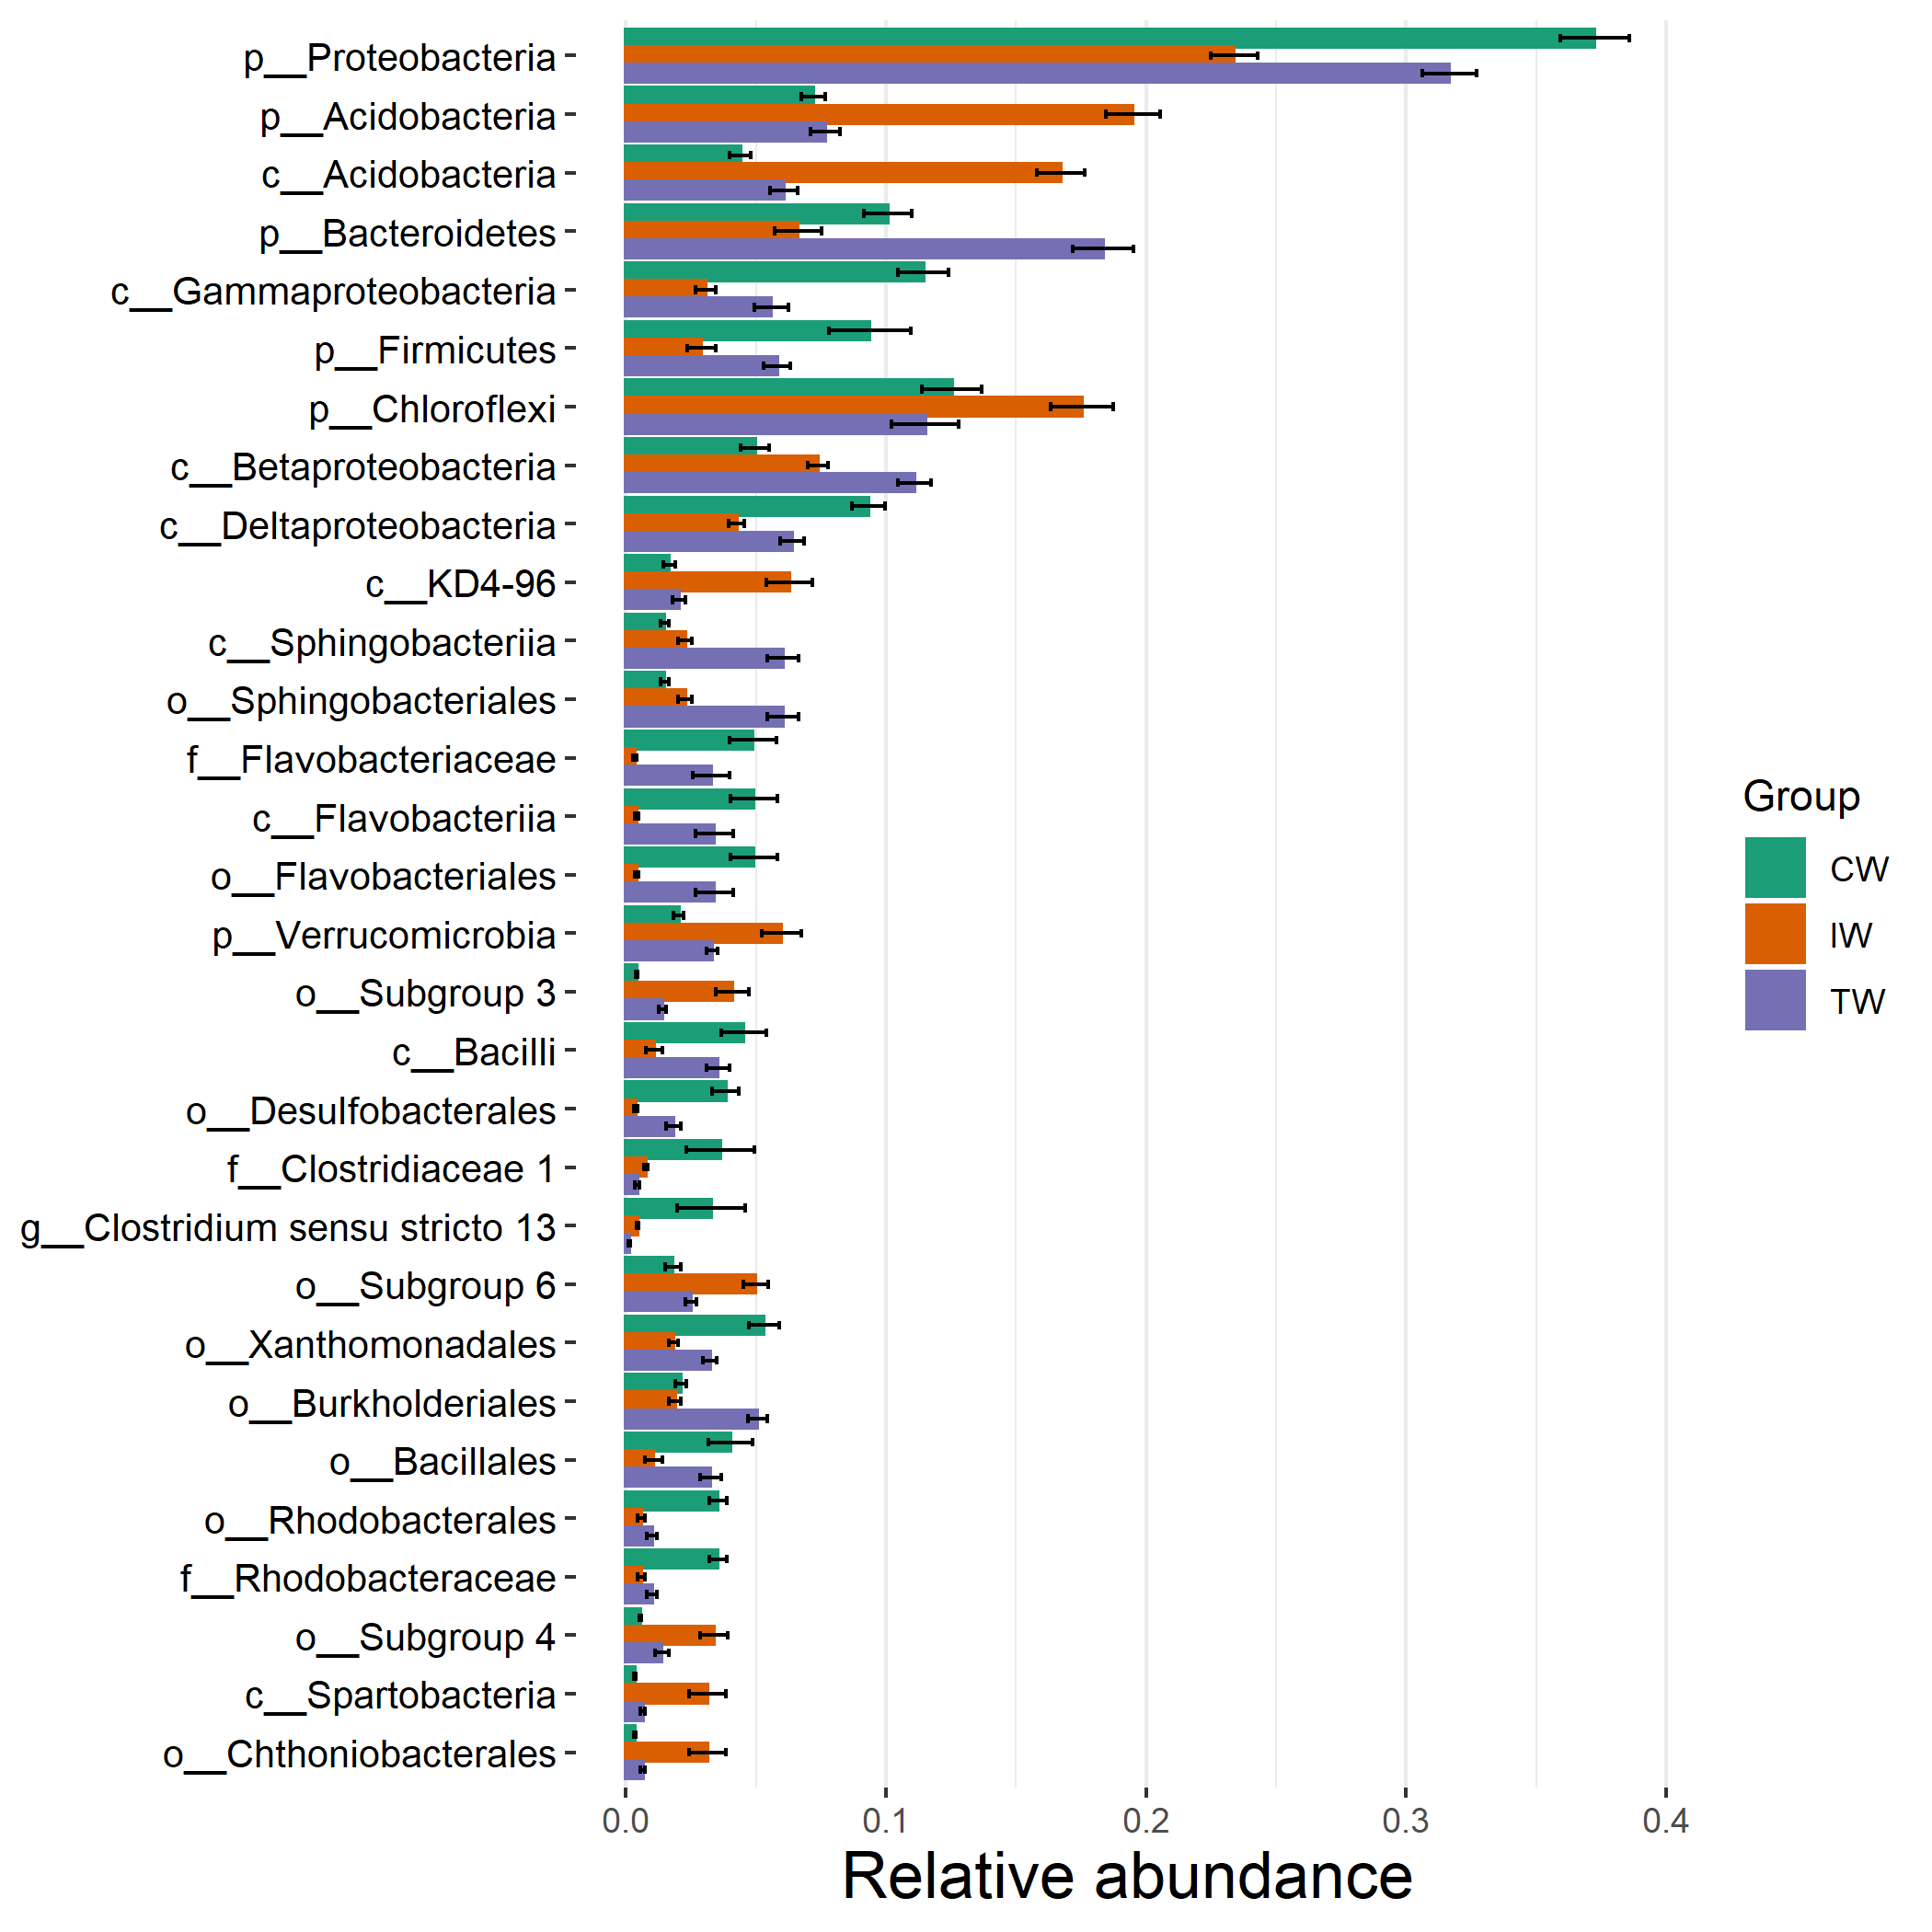 p__Proteobacteria
p__Acidobacteria
c__Acidobacteria
p__Bacteroidetes
c__Gammaproteobacteria
p__Firmicutes
p__Chloroflexi
c__Betaproteobacteria
c__Deltaproteobacteria
c__KD4-96
c__Sphingobacteriia
o__Sphingobacteriales
f__Flavobacteriaceae
c__Flavobacteriia
o__Flavobacteriales
p__Verrucomicrobia
o__Subgroup 3
c__Bacilli
o__Desulfobacterales
f__Clostridiaceae 1
g__Clostridium sensu stricto 13
o__Subgroup 6
o__Xanthomonadales
o__Burkholderiales
o__Bacillales
o__Rhodobacterales
f__Rhodobacteraceae
o__Subgroup 4
c__Spartobacteria
o__Chthoniobacterales
0.0 0.1 0.2 0.3 0.4
Relative abundance
Group
CW
IW
TW